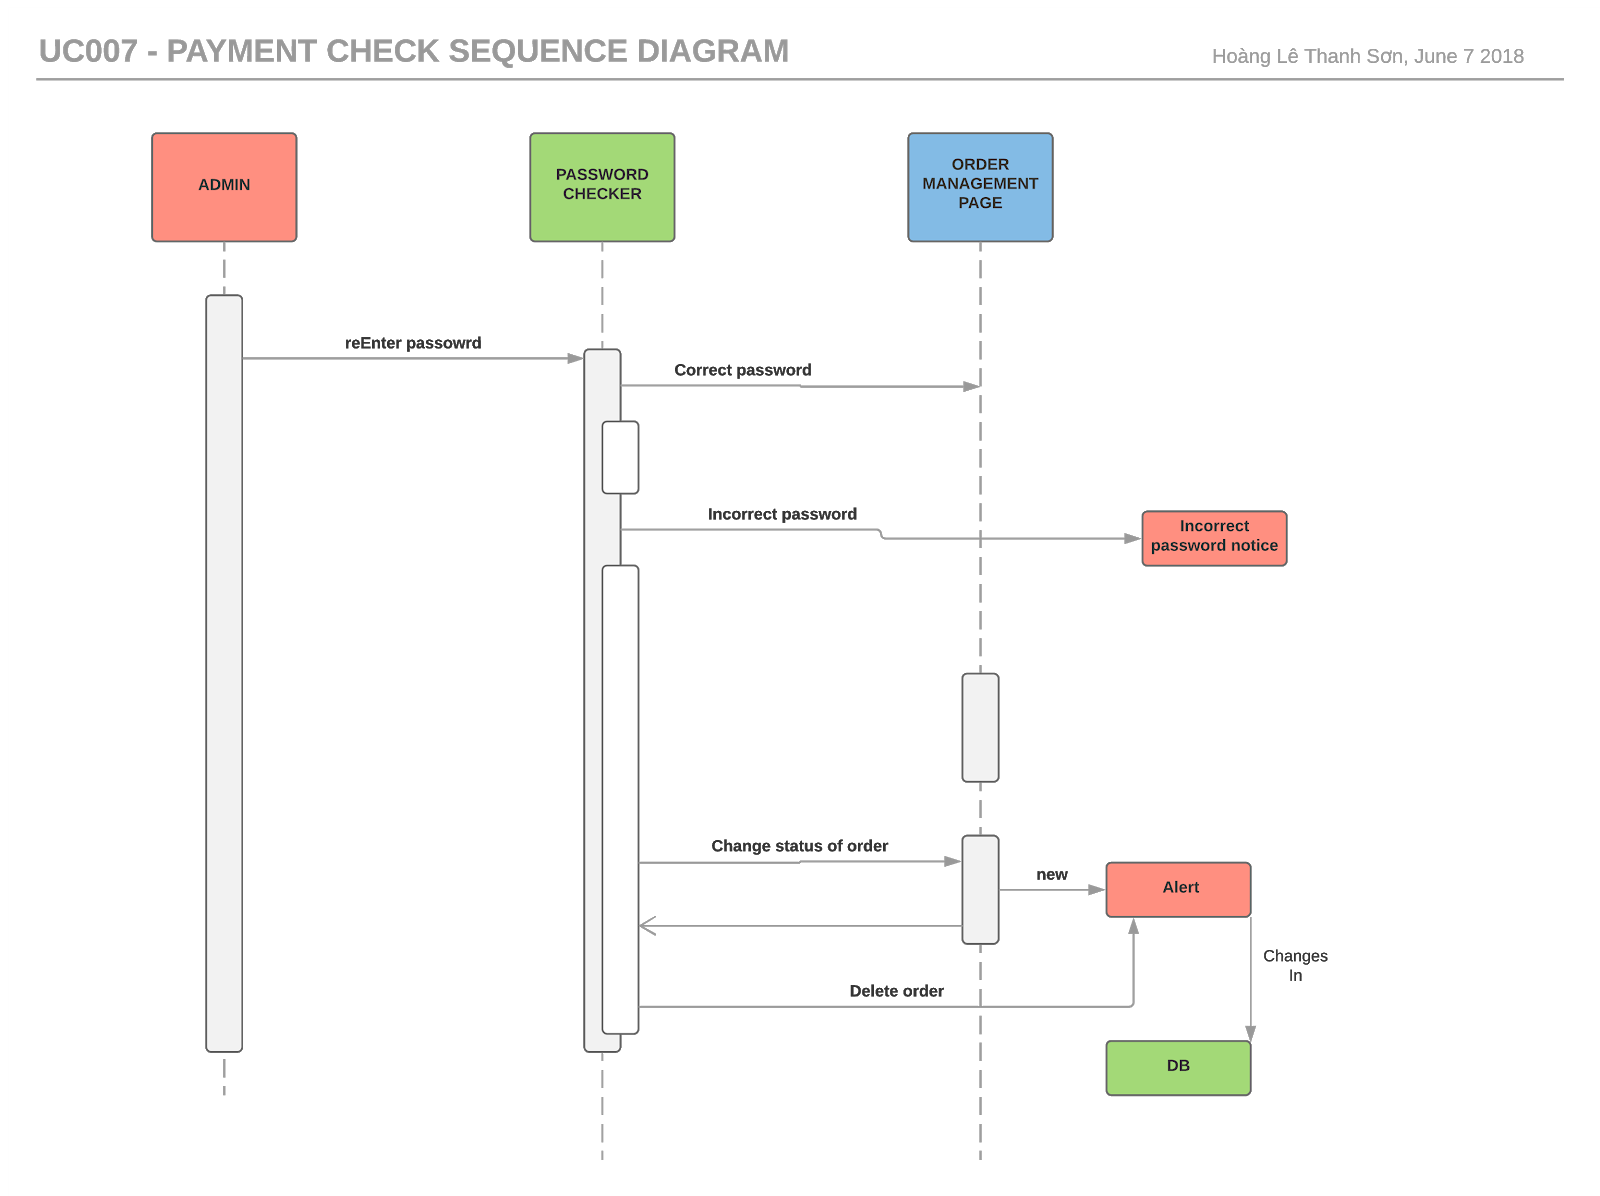 UC007 - PAYMENT CHECK SEQUENCE DIAGRAM
Hoàng Lê Thanh Sơn, June 7 2018
ADMIN
PASSWORD
CHECKER
ORDER
MANAGEMENT
PAGE
reEnter passowrd
Correct password
Incorrect password
Incorrect
password notice
Change status of order
new
Alert
Changes
In
Delete order
DB